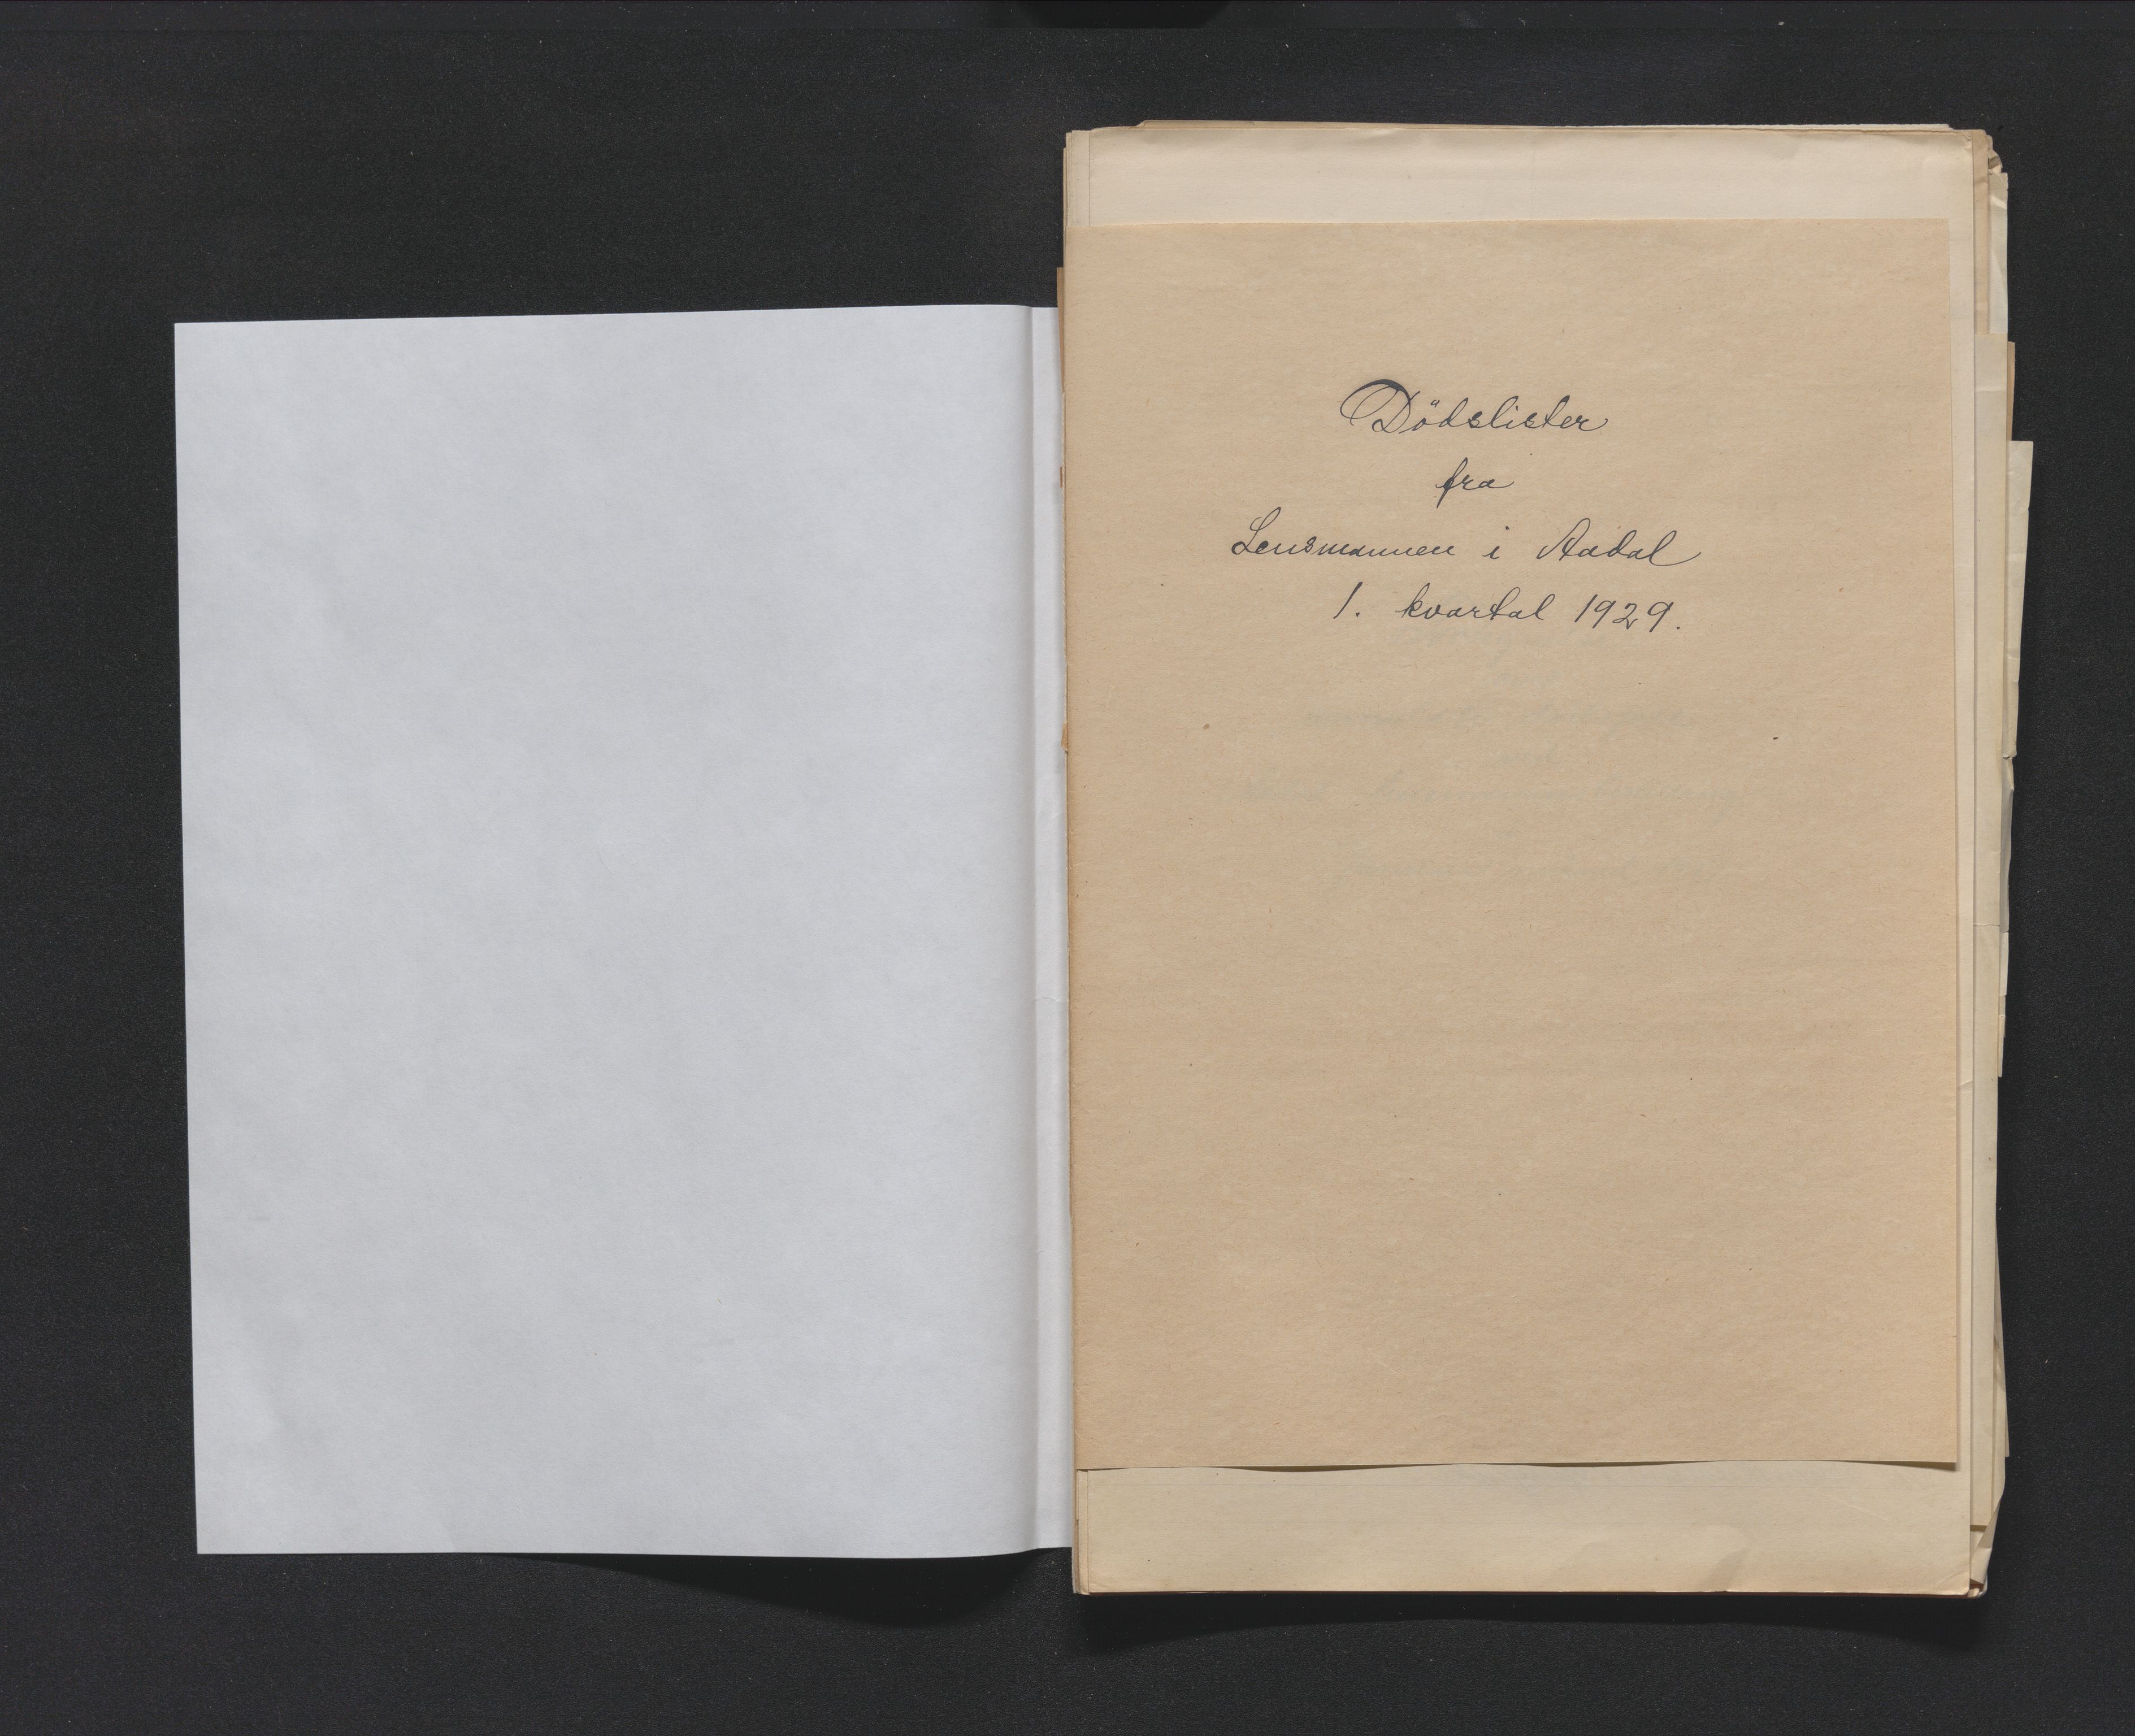 Dödslister
fra
Lensmannen i Aadal
1. kvartal 1929.